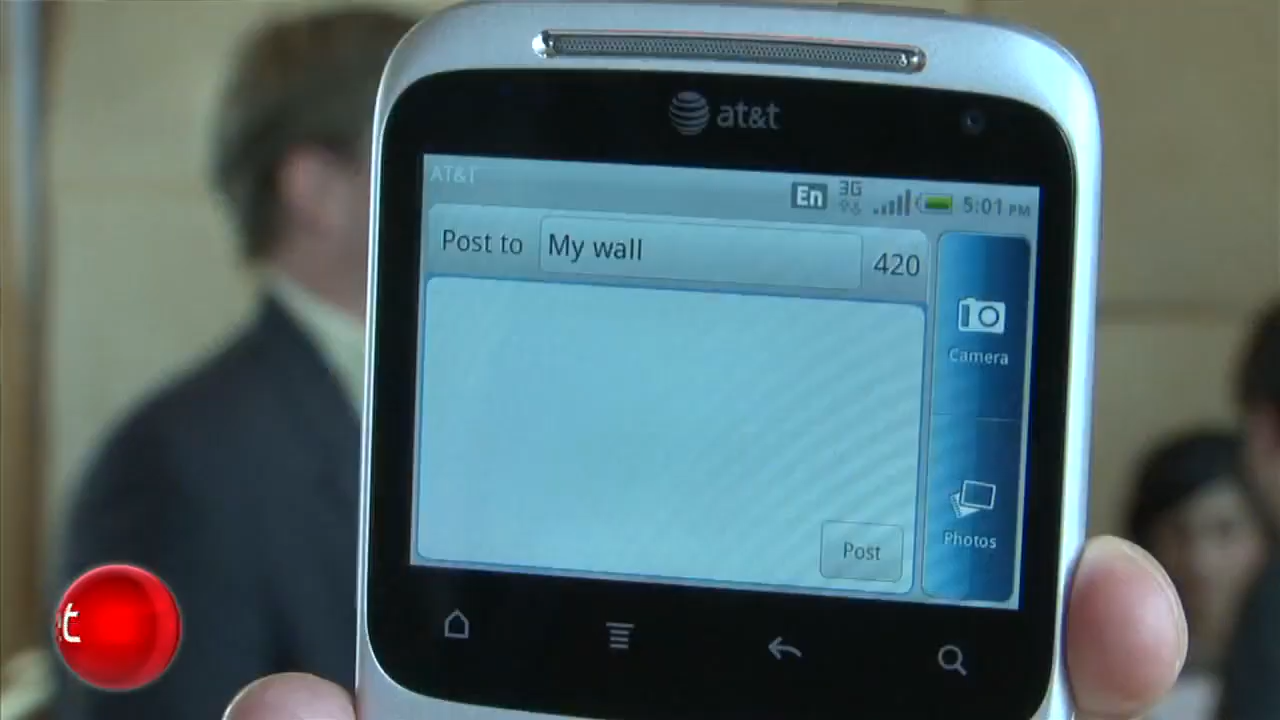 at&t
AT&T
En 3G 5:01 PM
Post to My wall 420
Camera
Photos
Post
t